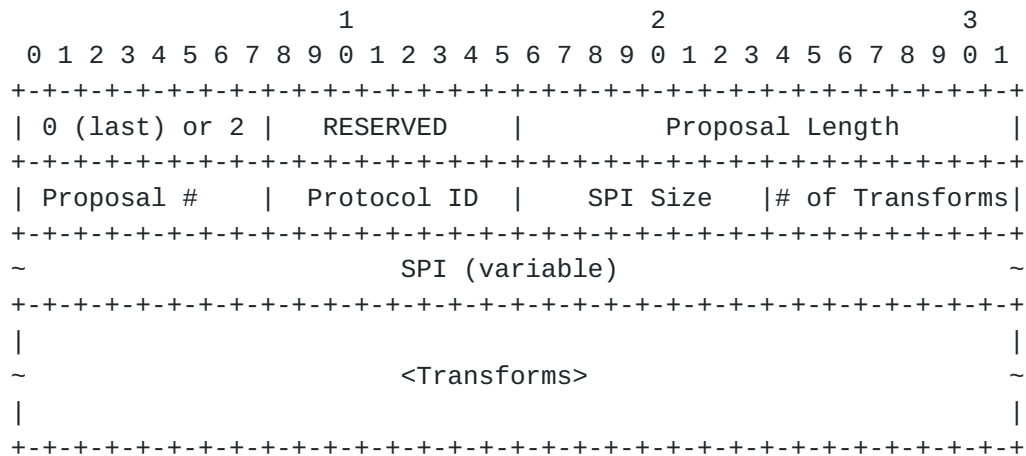 1                   2                   3
 0 1 2 3 4 5 6 7 8 9 0 1 2 3 4 5 6 7 8 9 0 1 2 3 4 5 6 7 8 9 0 1
+-+-+-+-+-+-+-+-+-+-+-+-+-+-+-+-+-+-+-+-+-+-+-+-+-+-+-+-+-+-+-+-+
| 0 (last) or 2 |   RESERVED    |         Proposal Length       |
+-+-+-+-+-+-+-+-+-+-+-+-+-+-+-+-+-+-+-+-+-+-+-+-+-+-+-+-+-+-+-+-+
| Proposal #    |  Protocol ID  |    SPI Size   |# of Transforms|
+-+-+-+-+-+-+-+-+-+-+-+-+-+-+-+-+-+-+-+-+-+-+-+-+-+-+-+-+-+-+-+-+
~                        SPI (variable)                         ~
+-+-+-+-+-+-+-+-+-+-+-+-+-+-+-+-+-+-+-+-+-+-+-+-+-+-+-+-+-+-+-+-+
|                                                               |
~                        <Transforms>                           ~
|                                                               |
+-+-+-+-+-+-+-+-+-+-+-+-+-+-+-+-+-+-+-+-+-+-+-+-+-+-+-+-+-+-+-+-+